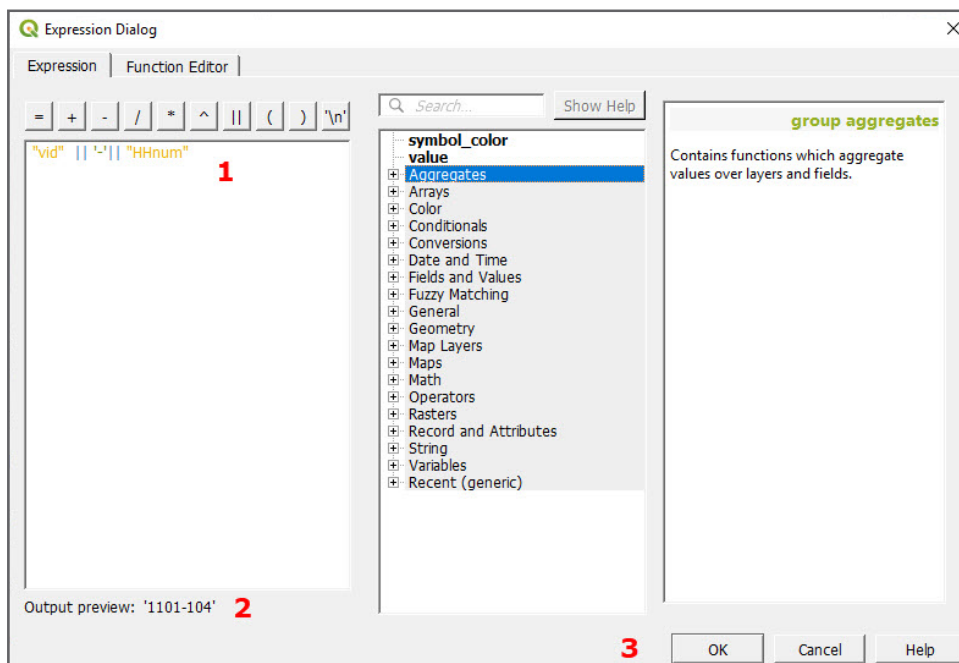 Expression Dialog
Expression Function Editor
= + - / * ^ || ( ) '\n'
"vid" || '-'|| "HHnum"
1
Output preview: '1101-104' 2
Search... Show Help
symbol_color
value
Aggregates
Arrays
Color
Conditionals
Conversions
Date and Time
Fields and Values
Fuzzy Matching
General
Geometry
Map Layers
Maps
Math
Operators
Rasters
Record and Attributes
String
Variables
Recent (generic)
group aggregates
Contains functions which aggregate
values over layers and fields.
3 OK Cancel Help